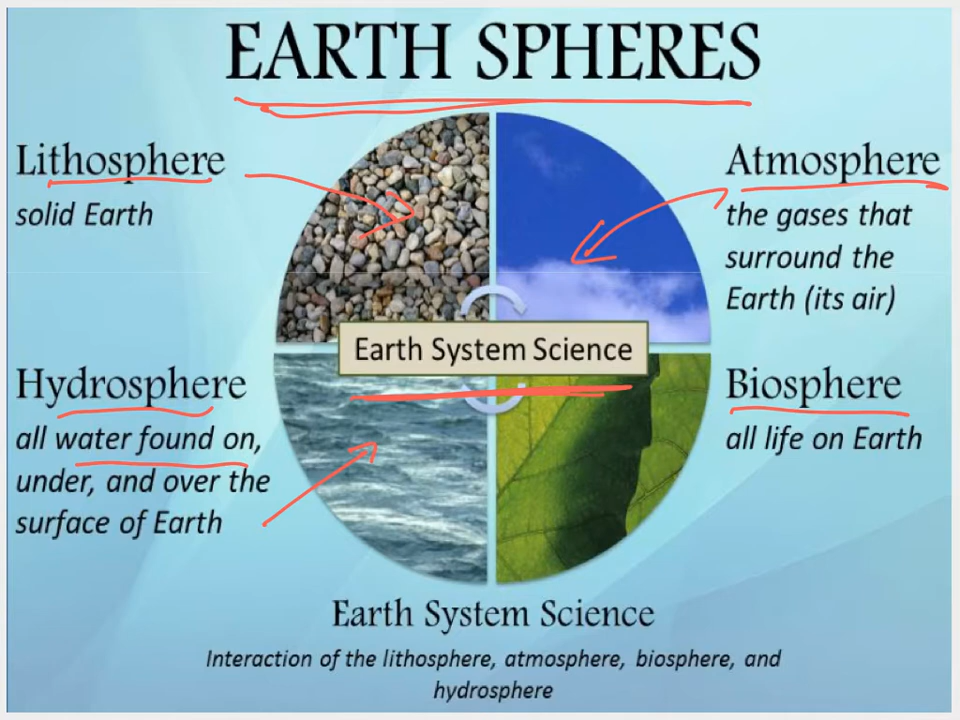 EARTH SPHERES
Lithosphere
solid Earth
Atmosphere
the gases that
surround the
Earth (its air)
Earth System Science
Hydrosphere
all water found on,
under, and over the
surface of Earth
Biosphere
all life on Earth
Earth System Science
Interaction of the lithosphere, atmosphere, biosphere, and
hydrosphere